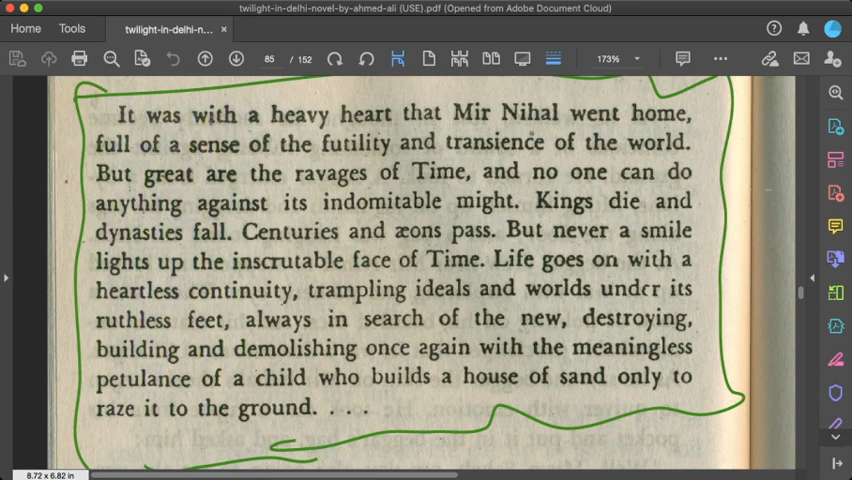 twilight-in-delhi-novel-by-ahmed-ali (USE).pdf (Opened from Adobe Document Cloud)
Home Tools twilight-in-delhi-n... ×
85 / 152 173%
It was with a heavy heart that Mir Nihal went home,
full of a sense of the futility and transience of the world.
But great are the ravages of Time, and no one can do
anything against its indomitable might. Kings die and
dynasties fall. Centuries and æons pass. But never a smile
lights up the inscrutable face of Time. Life goes on with a
heartless continuity, trampling ideals and worlds under its
ruthless feet, always in search of the new, destroying,
building and demolishing once again with the meaningless
petulance of a child who builds a house of sand only to
raze it to the ground. . . . .
8.72 x 6.82 in